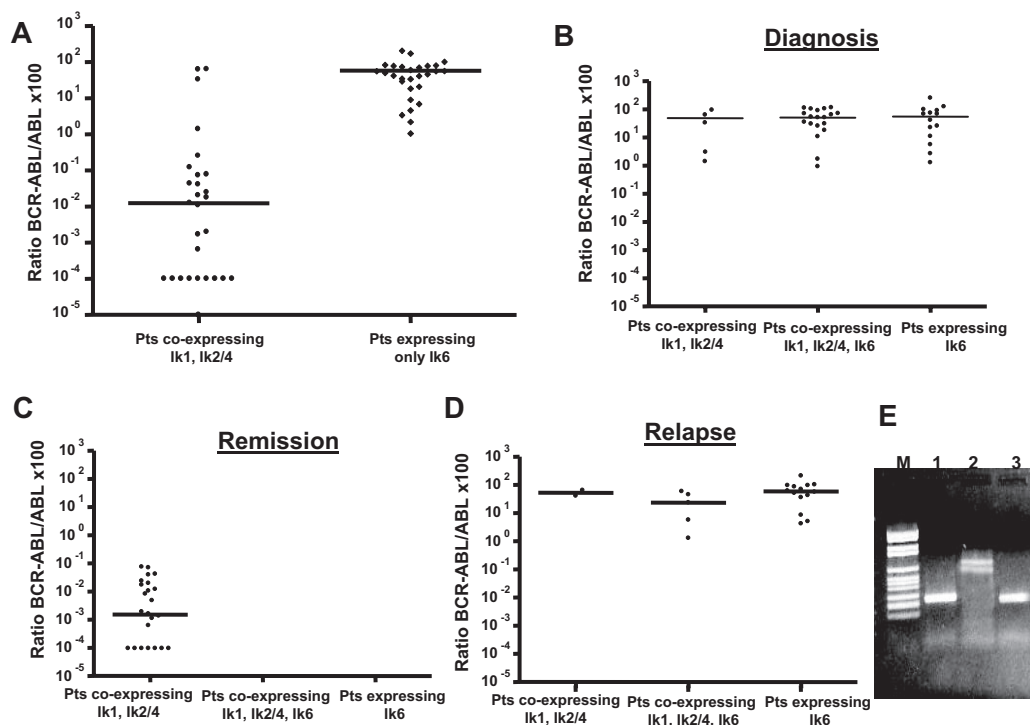 A
Ratio BCR-ABL/ABL x100
10³
10²
10¹
10⁰
10⁻¹
10⁻²
10⁻³
10⁻⁴
10⁻⁵
Pts co-expressing
Ik1, Ik2/4
Pts expressing
only Ik6
B
Diagnosis
Ratio BCR-ABL/ABL x100
10³
10²
10¹
10⁰
10⁻¹
10⁻²
10⁻³
10⁻⁴
10⁻⁵
Pts co-expressing
Ik1, Ik2/4
Pts co-expressing
Ik1, Ik2/4, Ik6
Pts expressing
Ik6
C
Remission
Ratio BCR-ABL/ABL x100
10³
10²
10¹
10⁰
10⁻¹
10⁻²
10⁻³
10⁻⁴
10⁻⁵
Pts co-expressing
Ik1, Ik2/4
Pts co-expressing
Ik1, Ik2/4, Ik6
Pts expressing
Ik6
D
Relapse
Ratio BCR-ABL/ABL x100
10³
10²
10¹
10⁰
10⁻¹
10⁻²
10⁻³
10⁻⁴
10⁻⁵
Pts co-expressing
Ik1, Ik2/4
Pts co-expressing
Ik1, Ik2/4, Ik6
Pts expressing
Ik6
E
M 1 2 3